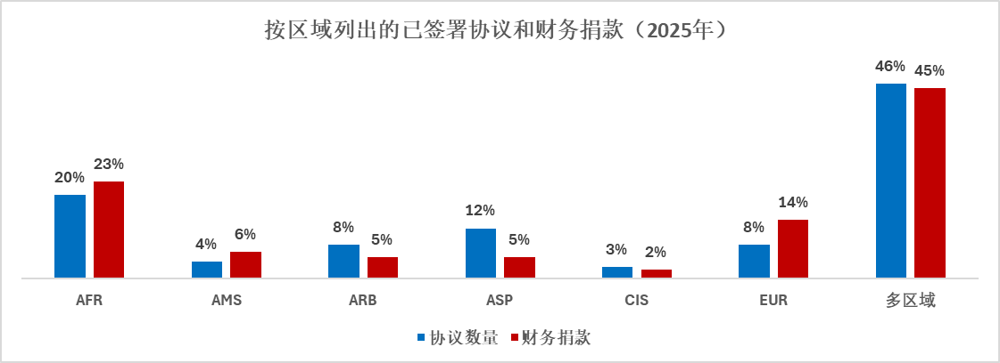 按区域列出的已签署协议和财务捐款（2025年）
20% 23% 4% 6% 8% 5% 12% 5% 3% 2% 8% 14% 46% 45%
AFR AMS ARB ASP CIS EUR 多区域
协议数量 财务捐款